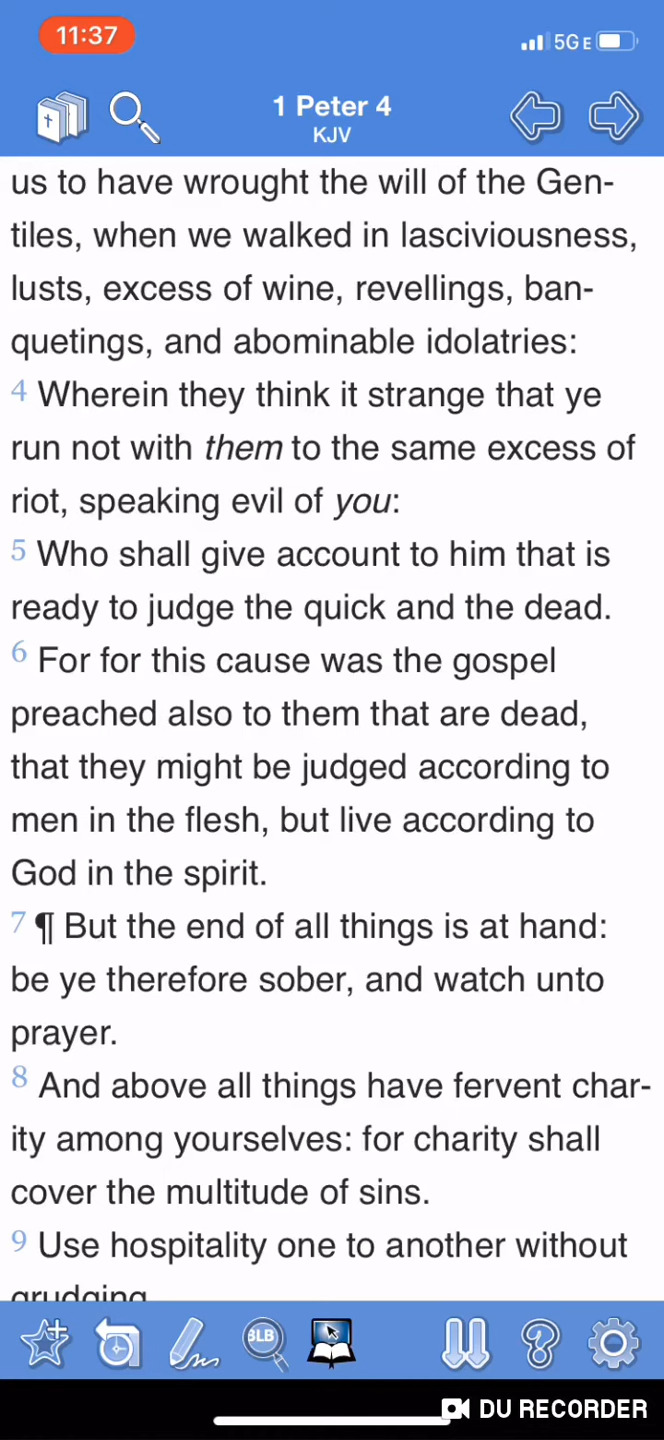 11:37
5GE
1 Peter 4
KJV
us to have wrought the will of the Gen-
tiles, when we walked in lasciviousness,
lusts, excess of wine, revellings, ban-
quetings, and abominable idolatries:
4 Wherein they think it strange that ye
run not with them to the same excess of
riot, speaking evil of you:
5 Who shall give account to him that is
ready to judge the quick and the dead.
6 For for this cause was the gospel
preached also to them that are dead,
that they might be judged according to
men in the flesh, but live according to
God in the spirit.
7 ¶ But the end of all things is at hand:
be ye therefore sober, and watch unto
prayer.
8 And above all things have fervent char-
ity among yourselves: for charity shall
cover the multitude of sins.
9 Use hospitality one to another without
grudging
BLB
DU RECORDER